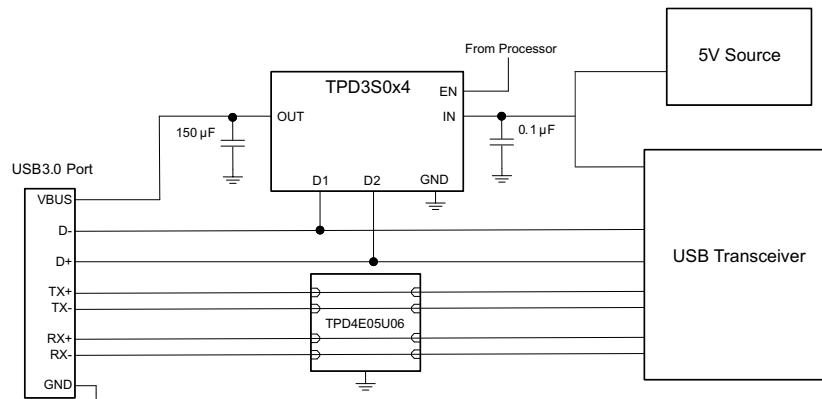 From Processor
5V Source
TPD3S0x4
EN
OUT
IN
150 µF
0.1 µF
USB3.0 Port
D1
D2
GND
VBUS
D-
D+
USB Transceiver
TX+
TX-
TPD4E05U06
RX+
RX-
GND